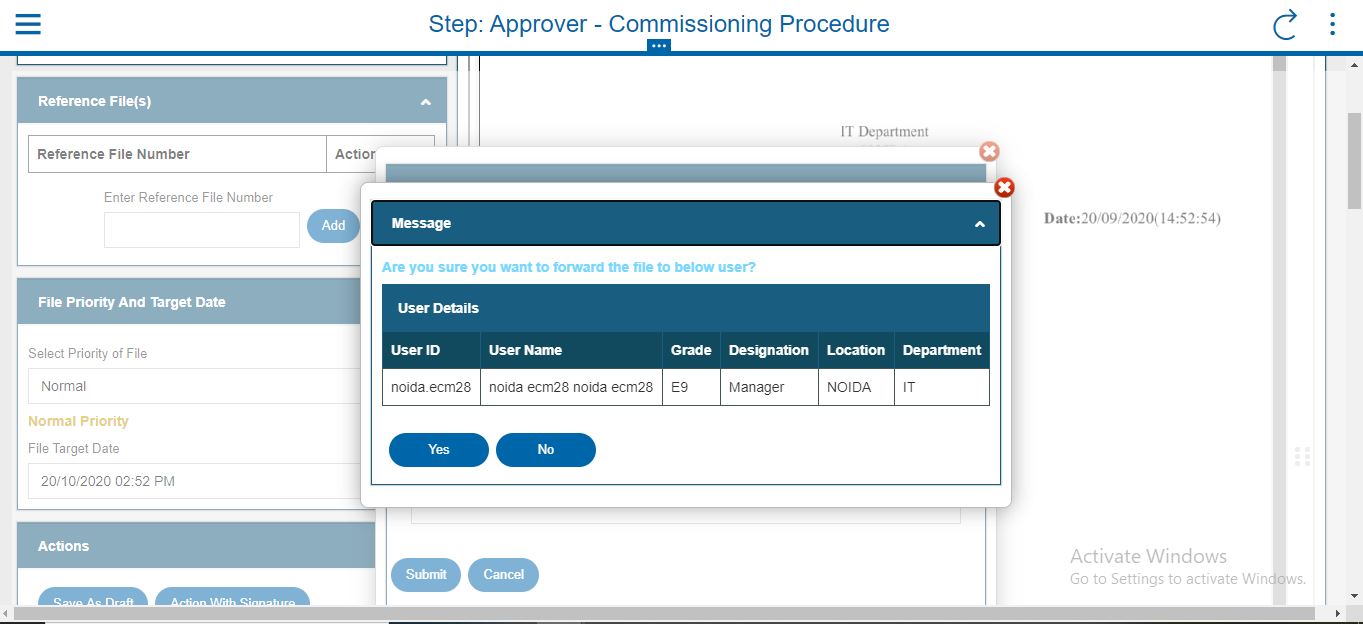 Step: Approver - Commissioning Procedure
Reference File(s)
Reference File Number
Enter Reference File Number
Add
File Priority And Target Date
Select Priority of File
Normal
Normal Priority
File Target Date
20/10/2020 02:52 PM
Actions
Save As Draft Action With Signature
IT Department
Date:20/09/2020(14:52:54)
Message
Are you sure you want to forward the file to below user?
User Details
User ID User Name Grade Designation Location Department
noida.ecm28 noida ecm28 noida ecm28 E9 Manager NOIDA IT
Yes No
Submit Cancel
Activate Windows
Go to Settings to activate Windows.